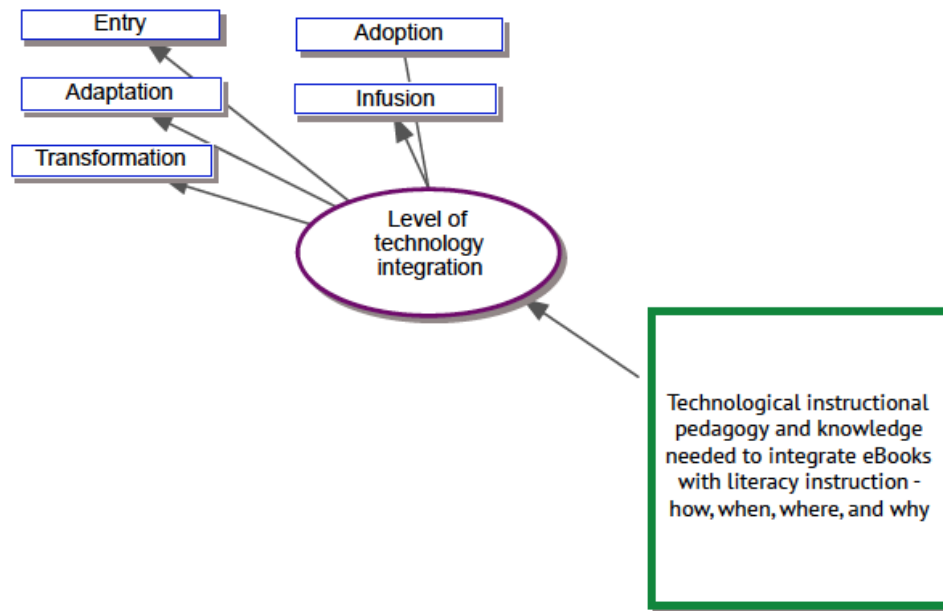 Entry
Adoption
Adaptation
Infusion
Transformation
Level of
technology
integration
Technological instructional
pedagogy and knowledge
needed to integrate eBooks
with literacy instruction -
how, when, where, and why